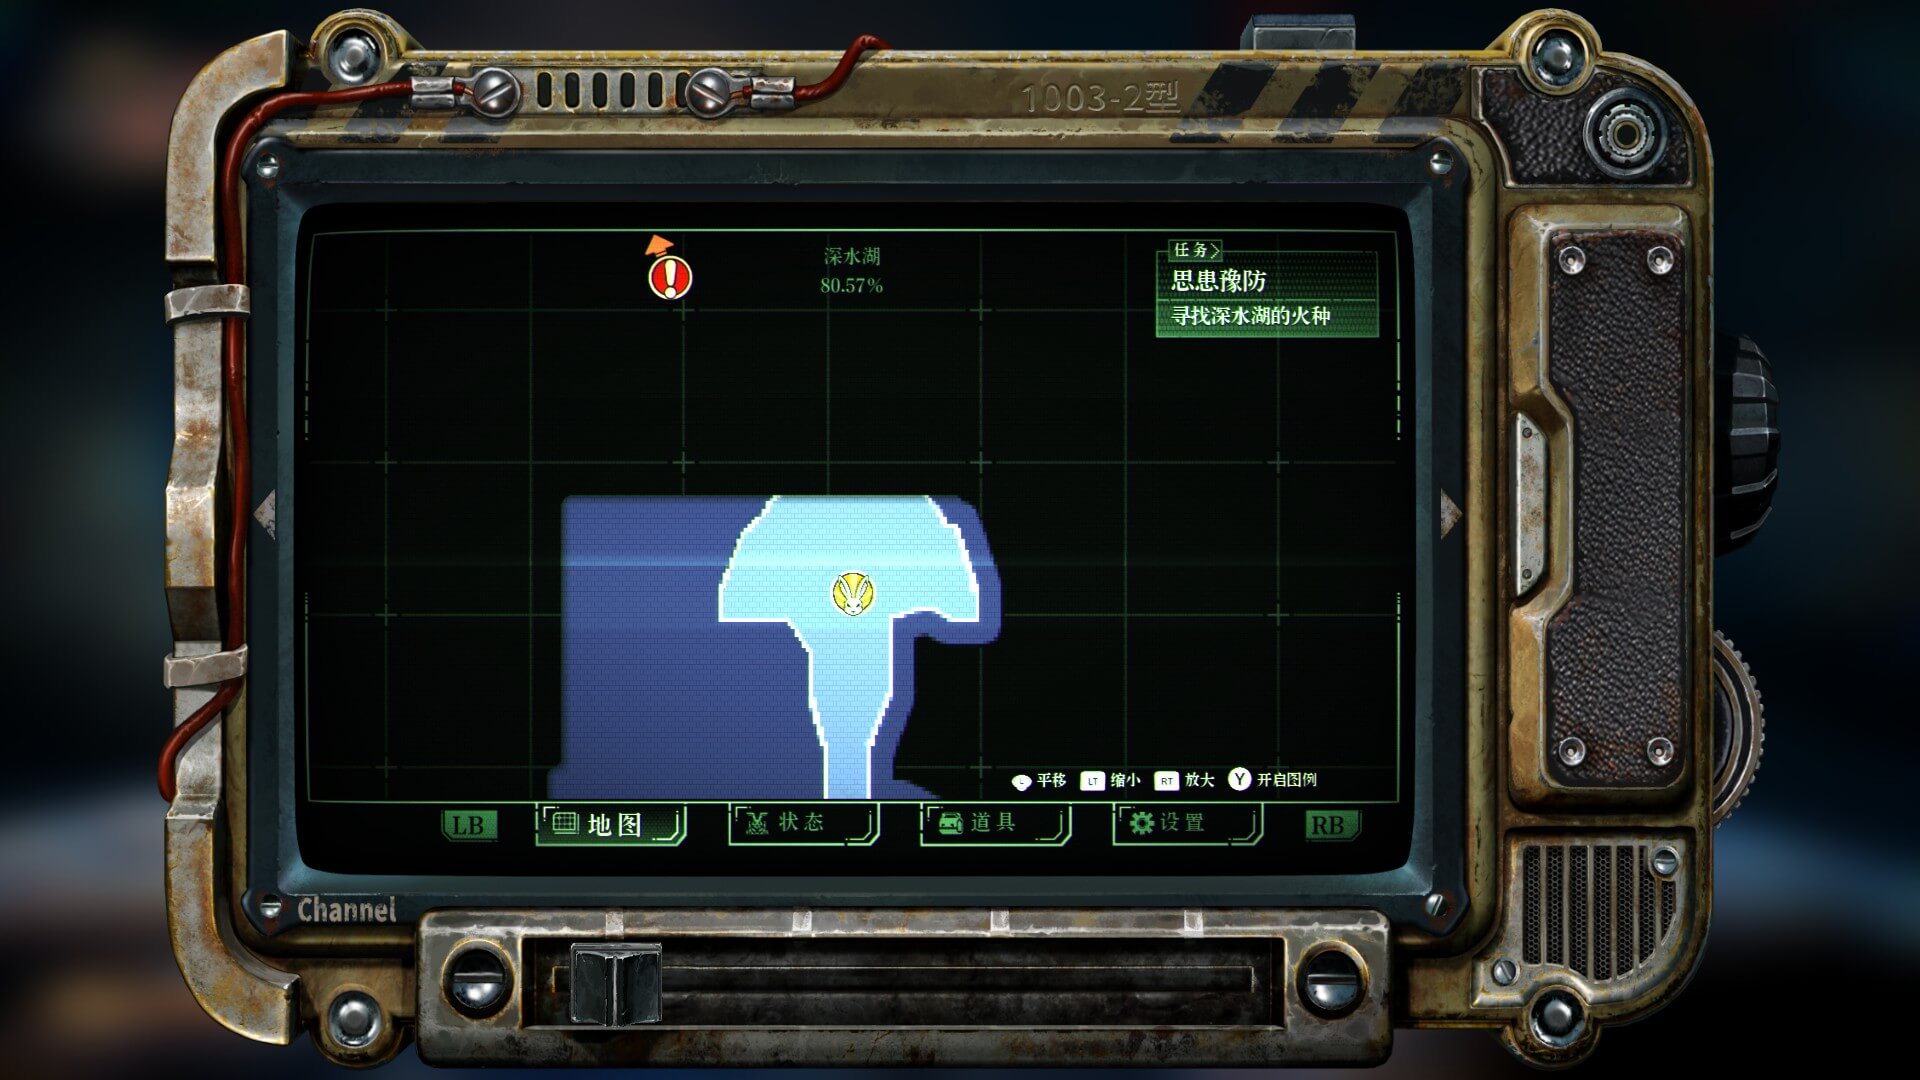 1003-2型
深水湖
80.57%
任务
思患豫防
寻找深水湖的火种
L 平移 LT 缩小 RT 放大 Y 开启图例
LB 地图 状态 道具 设置 RB
Channel